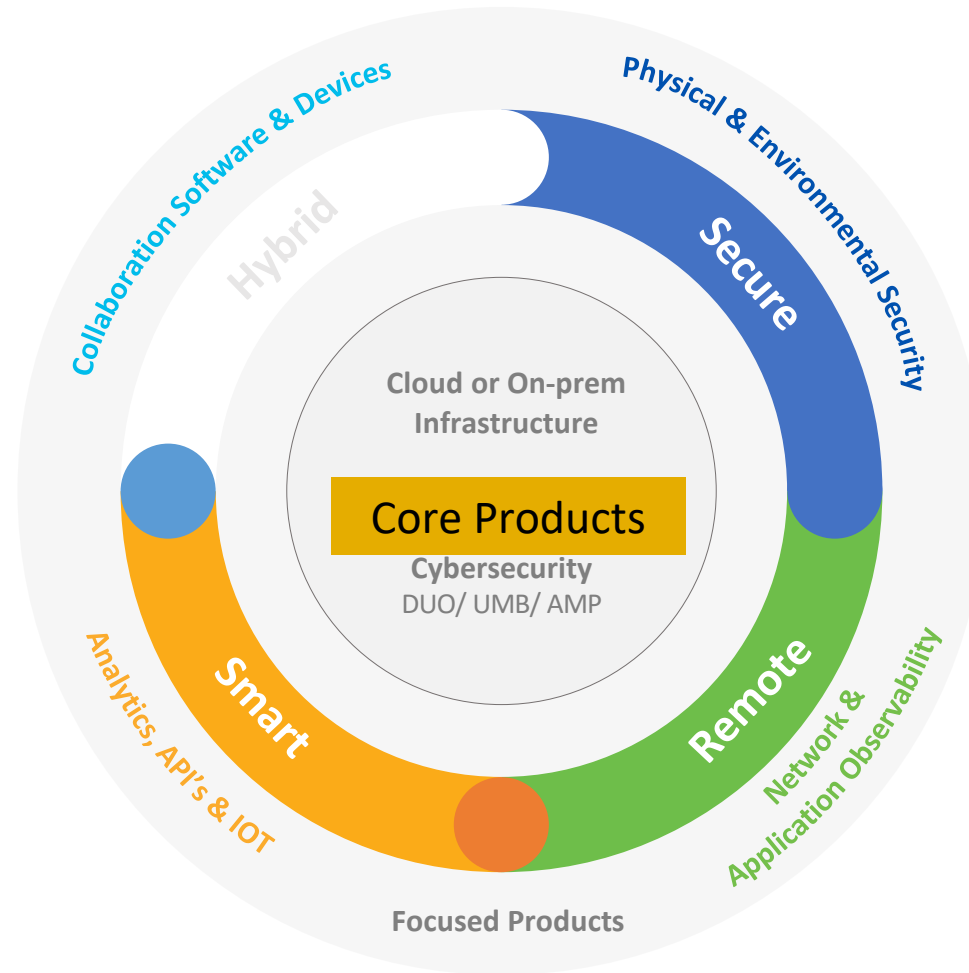 Collaboration Software & Devices
Physical & Environmental Security
Hybrid
Secure
Cloud or On-prem
Infrastructure
Core Products
Cybersecurity
DUO/ UMB/ AMP
Smart
Remote
Analytics, API's & IOT
Network &
Application Observability
Focused Products